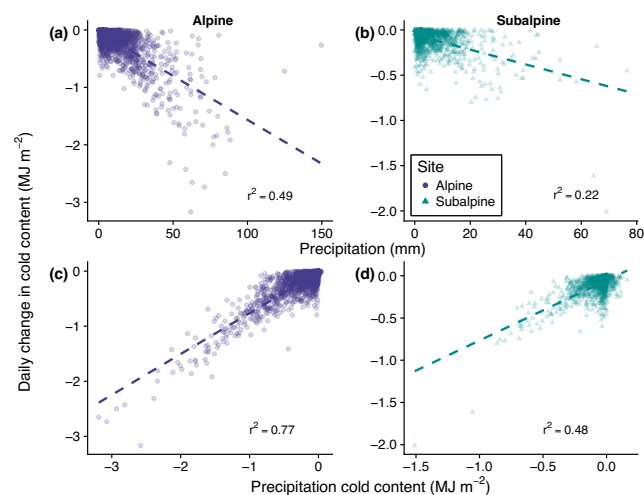 Alpine
Subalpine
(a)
(b)
Daily change in cold content (MJ m⁻²)
0
−1
−2
−3
0 50 100 150
r² = 0.49
0.0
−0.5
−1.0
−1.5
−2.0
0 20 40 60 80
Site
Alpine
Subalpine
r² = 0.22
Precipitation (mm)
(c)
(d)
0
−1
−2
−3
−3 −2 −1 0
r² = 0.77
0.0
−0.5
−1.0
−1.5
−2.0
−1.5 −1.0 −0.5 0.0
r² = 0.48
Precipitation cold content (MJ m⁻²)